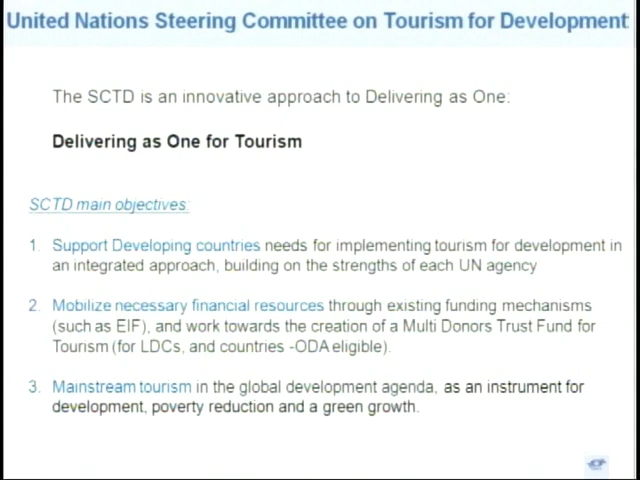 United Nations Steering Committee on Tourism for Development
The SCTD is an innovative approach to Delivering as One:
Delivering as One for Tourism
SCTD main objectives:
1. Support Developing countries needs for implementing tourism for development in
an integrated approach, building on the strengths of each UN agency
2. Mobilize necessary financial resources through existing funding mechanisms
(such as EIF), and work towards the creation of a Multi Donors Trust Fund for
Tourism (for LDCs, and countries -ODA eligible).
3. Mainstream tourism in the global development agenda, as an instrument for
development, poverty reduction and a green growth.